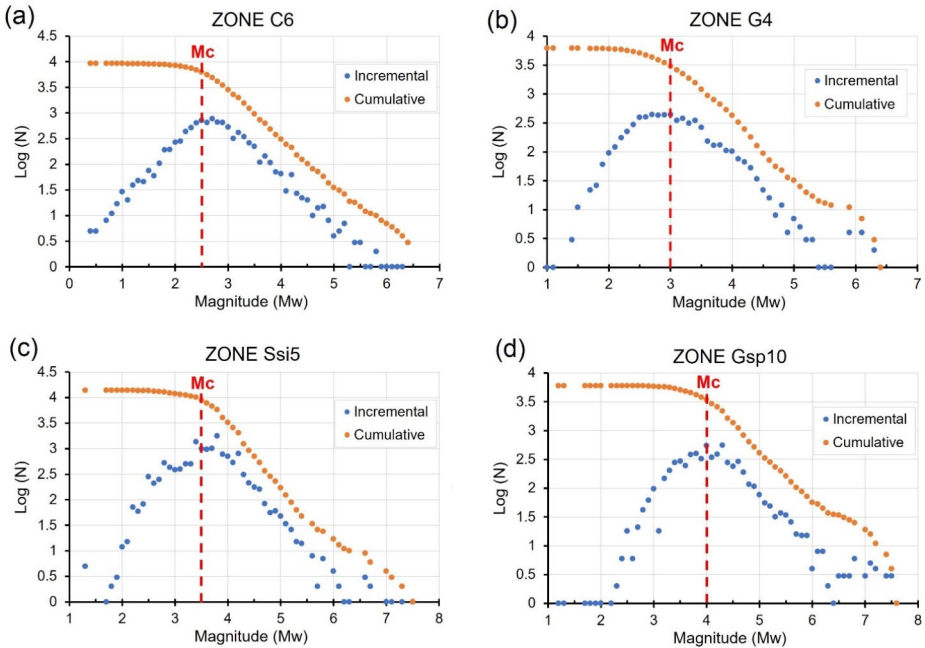 (a)
ZONE C6
Log (N)
4.5
4
3.5
3
2.5
2
1.5
1
0.5
0
Mc
Incremental
Cumulative
0 1 2 3 4 5 6 7
Magnitude (Mw)
(b)
ZONE G4
Log (N)
4
3.5
3
2.5
2
1.5
1
0.5
0
Mc
Incremental
Cumulative
1 2 3 4 5 6 7
Magnitude (Mw)
(c)
ZONE Ssi5
Log (N)
4.5
4
3.5
3
2.5
2
1.5
1
0.5
0
Mc
Incremental
Cumulative
1 2 3 4 5 6 7 8
Magnitude (Mw)
(d)
ZONE Gsp10
Log (N)
4
3.5
3
2.5
2
1.5
1
0.5
0
Mc
Incremental
Cumulative
1 2 3 4 5 6 7 8
Magnitude (Mw)